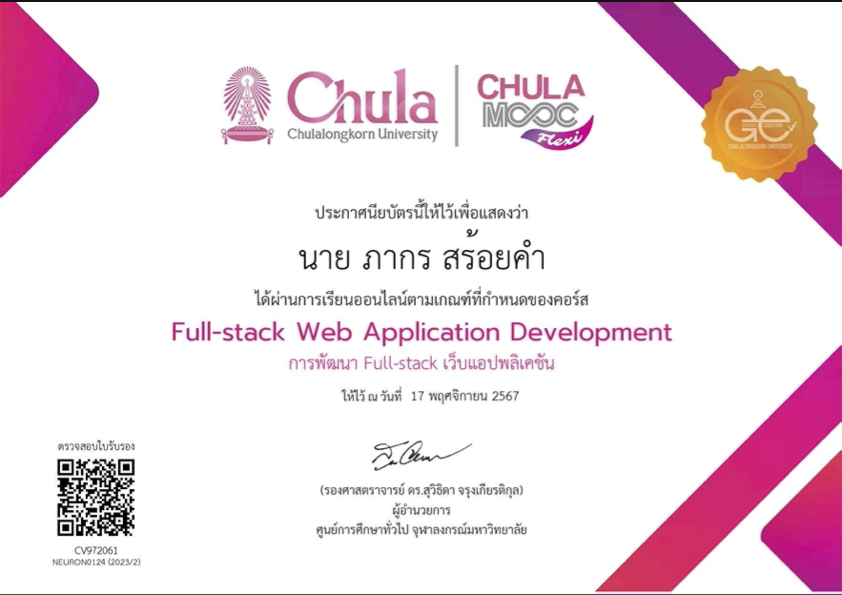 Chula
Chulalongkorn University
CHULA
MOOC
Flexi
GE
GENERAL EDUCATION
CHULALONGKORN UNIVERSITY
ประกาศนียบัตรนี้ให้ไว้เพื่อแสดงว่า
นาย ภากร สร้อยคำ
ได้ผ่านการเรียนออนไลน์ตามเกณฑ์ที่กำหนดของคอร์ส
Full-stack Web Application Development
การพัฒนา Full-stack เว็บแอปพลิเคชัน
ให้ไว้ ณ วันที่ 17 พฤศจิกายน 2567
ตรวจสอบใบรับรอง
CV972061
NEURON0124 (2023/2)
(รองศาสตราจารย์ ดร.สุวิธิดา จรุงเกียรติกุล)
ผู้อำนวยการ
ศูนย์การศึกษาทั่วไป จุฬาลงกรณ์มหาวิทยาลัย